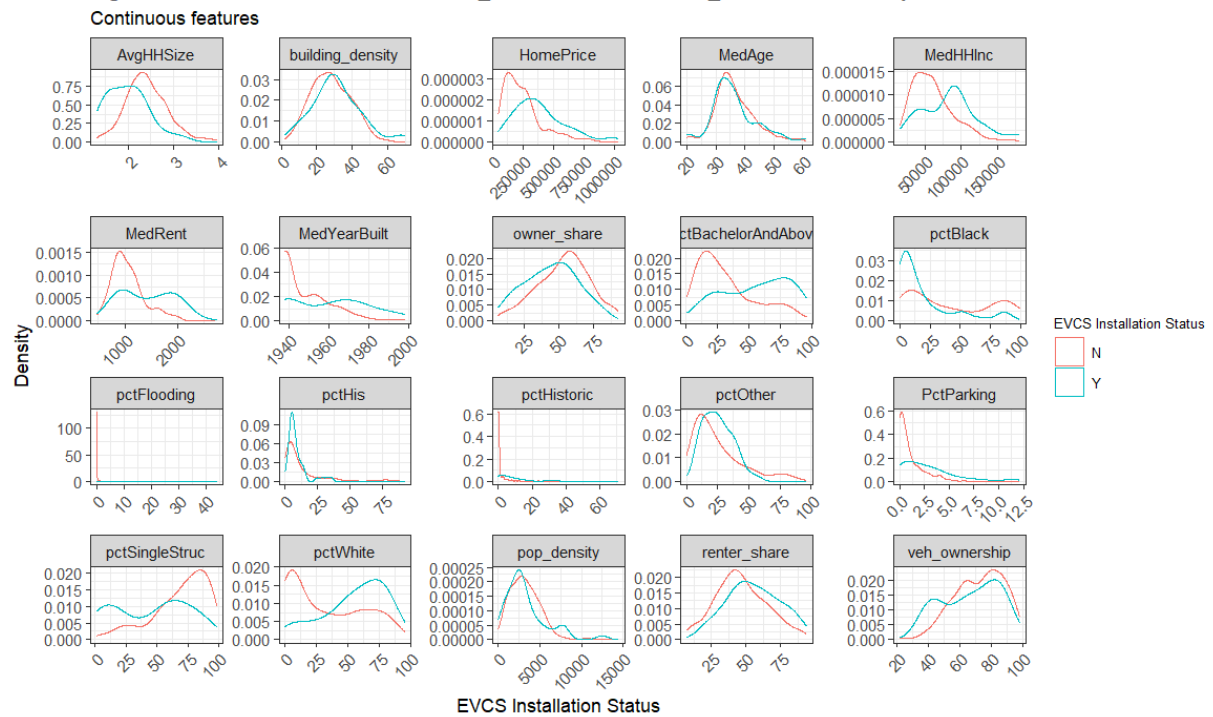 Continuous features
AvgHHSize building_density HomePrice MedAge MedHHInc
0.75 0.50 0.25 0.00
2 3 4
0.03 0.02 0.01 0.00
0 20 40 60
0.000003 0.000002 0.000001 0.000000
0 250000 500000 750000 1000000
0.06 0.04 0.02 0.00
20 30 40 50 60
0.000015 0.000010 0.000005 0.000000
50000 100000 150000
MedRent MedYearBuilt owner_share ctBachelorAndAbov pctBlack
0.0015 0.0010 0.0005 0.0000
1000 2000
0.06 0.04 0.02 0.00
1940 1960 1980 2000
0.020 0.015 0.010 0.005 0.000
25 50 75
0.020 0.015 0.010 0.005 0.000
0 25 50 75
0.03 0.02 0.01 0.00
0 25 50 75 100
Density
EVCS Installation Status
N
Y
pctFlooding pctHis pctHistoric pctOther PctParking
100 50 0
0 10 20 30 40
0.09 0.06 0.03 0.00
0 25 50 75
0.6 0.4 0.2 0.0
0 20 40 60
0.03 0.02 0.01 0.00
0 25 50 75 100
0.6 0.4 0.2 0.0
0.0 2.5 5.0 7.5 10.0 12.5
pctSingleStruc pctWhite pop_density renter_share veh_ownership
0.020 0.015 0.010 0.005 0.000
0 25 50 75 100
0.020 0.015 0.010 0.005 0.000
0 25 50 75 100
0.00025 0.00020 0.00015 0.00010 0.00005 0.00000
0 5000 10000 15000
0.020 0.015 0.010 0.005 0.000
25 50 75
0.020 0.015 0.010 0.005 0.000
20 40 60 80 100
EVCS Installation Status